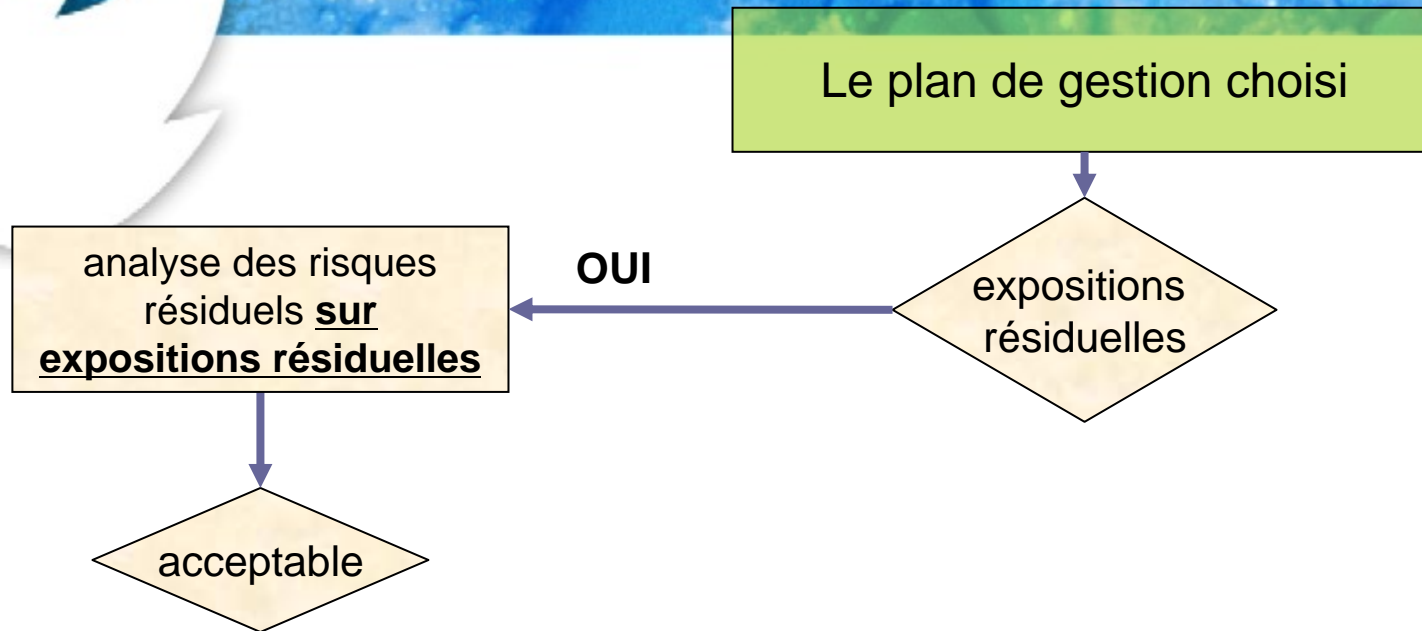 Le plan de gestion choisi
expositions
résiduelles
OUI
analyse des risques
résiduels sur
expositions résiduelles
acceptable